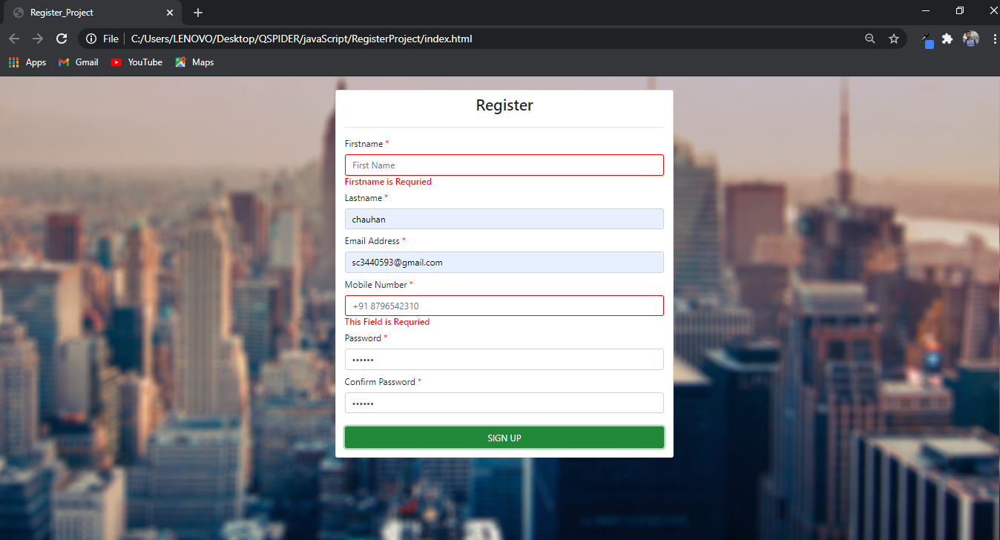 Register_Project
File C:/Users/LENOVO/Desktop/QSPIDER/javaScript/RegisterProject/index.html
Apps Gmail YouTube Maps
Register
Firstname *
First Name
Firstname is Requried
Lastname *
chauhan
Email Address *
sc3440593@gmail.com
Mobile Number *
+91 8796542310
This Field is Requried
Password *
••••••
Confirm Password *
••••••
SIGN UP